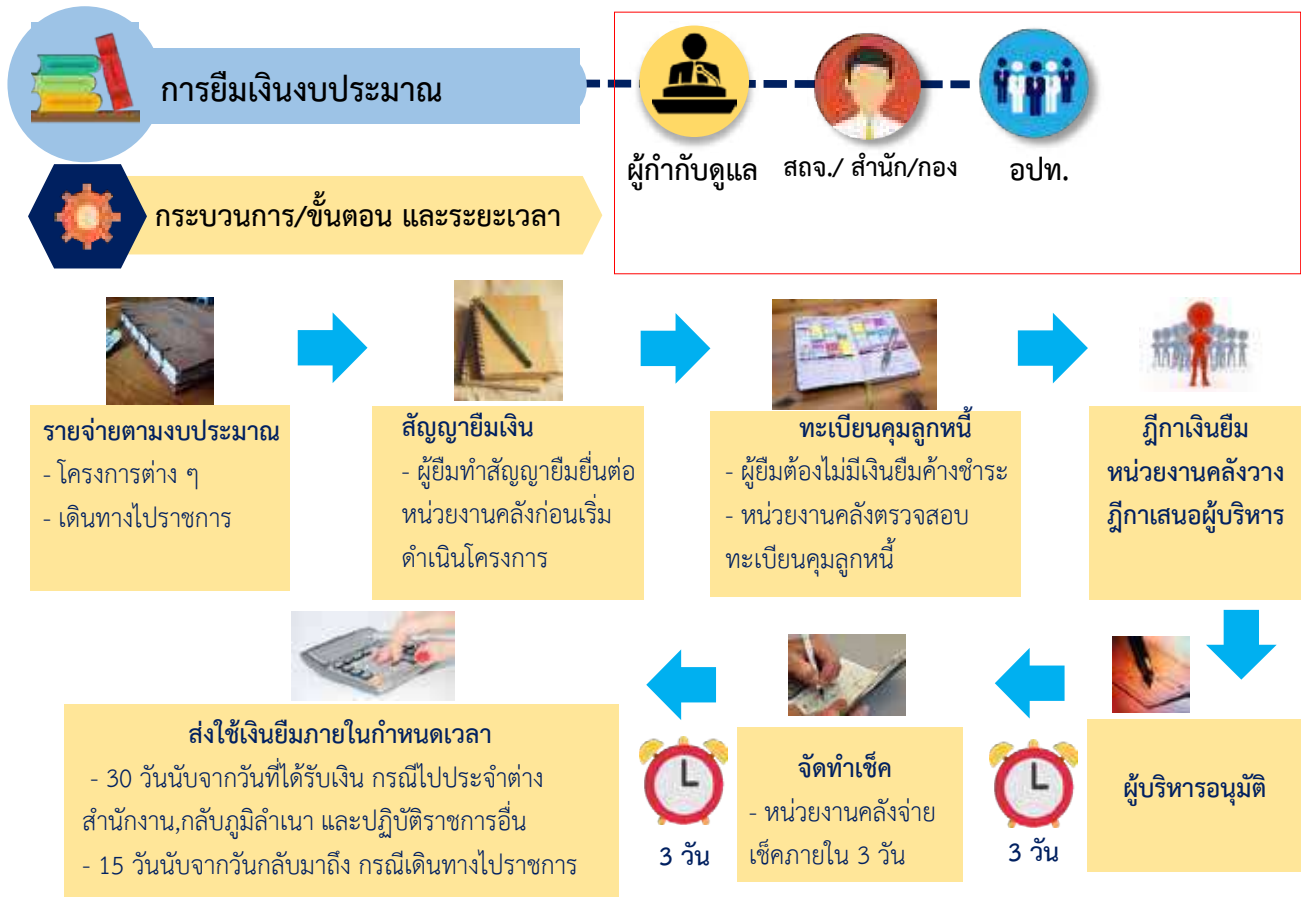 การยืมเงินงบประมาณ
ผู้กำกับดูแล
สถจ./ สำนัก/กอง
อปท.
กระบวนการ/ขั้นตอน และระยะเวลา
รายจ่ายตามงบประมาณ
- โครงการต่าง ๆ
- เดินทางไปราชการ
สัญญายืมเงิน
- ผู้ยืมทำสัญญายืมยื่นต่อ
หน่วยงานคลังก่อนเริ่ม
ดำเนินโครงการ
ทะเบียนคุมลูกหนี้
- ผู้ยืมต้องไม่มีเงินยืมค้างชำระ
- หน่วยงานคลังตรวจสอบ
ทะเบียนคุมลูกหนี้
ฎีกาเงินยืม
หน่วยงานคลังวาง
ฎีกาเสนอผู้บริหาร
ผู้บริหารอนุมัติ
3 วัน
จัดทำเช็ค
- หน่วยงานคลังจ่าย
เช็คภายใน 3 วัน
3 วัน
ส่งใช้เงินยืมภายในกำหนดเวลา
- 30 วันนับจากวันที่ได้รับเงิน กรณีไปประจำต่าง
สำนักงาน,กลับภูมิลำเนา และปฏิบัติราชการอื่น
- 15 วันนับจากวันกลับมาถึง กรณีเดินทางไปราชการ